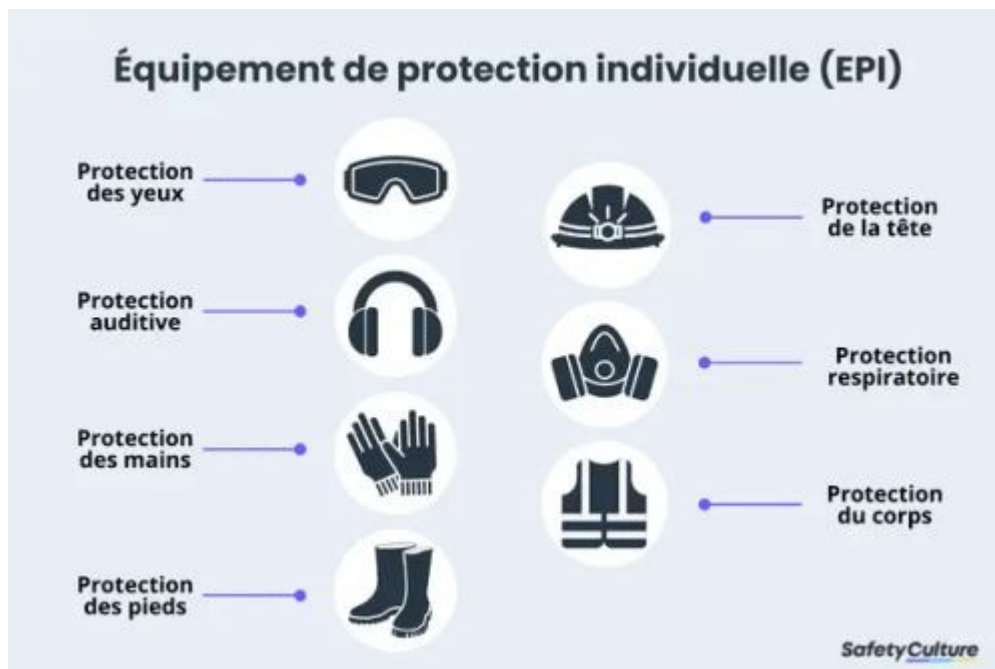 Équipement de protection individuelle (EPI)
Protection
des yeux
Protection
auditive
Protection
des mains
Protection
des pieds
Protection
de la tête
Protection
respiratoire
Protection
du corps
SafetyCulture